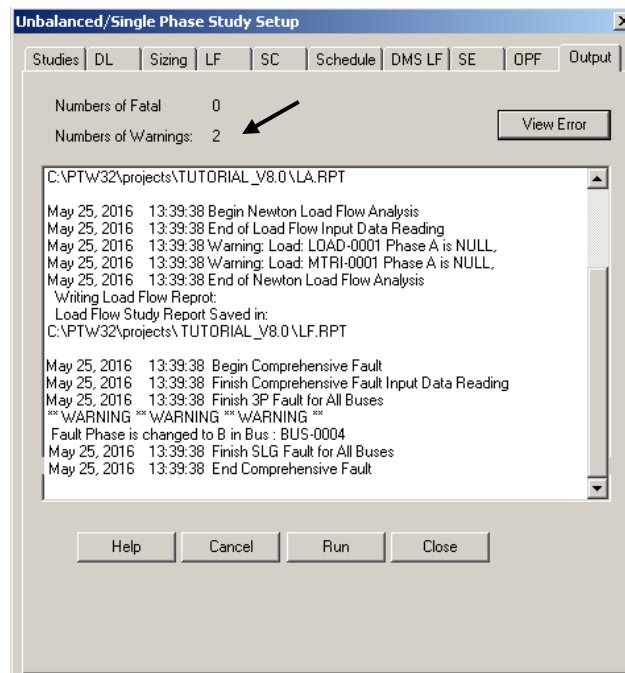 Unbalanced/Single Phase Study Setup
Studies DL Sizing LF SC Schedule DMS LF SE OPF Output
Numbers of Fatal 0
View Error
Numbers of Warnings: 2
C:\PTW32\projects\TUTORIAL_V8.0\LA.RPT
May 25, 2016 13:39:38 Begin Newton Load Flow Analysis
May 25, 2016 13:39:38 End of Load Flow Input Data Reading
May 25, 2016 13:39:38 Warning: Load: LOAD-0001 Phase A is NULL,
May 25, 2016 13:39:38 Warning: Load: MTRI-0001 Phase A is NULL,
May 25, 2016 13:39:38 End of Newton Load Flow Analysis
Writing Load Flow Reprot:
Load Flow Study Report Saved in:
C:\PTW32\projects\ TUTORIAL_V8.0\LF.RPT
May 25, 2016 13:39:38 Begin Comprehensive Fault
May 25, 2016 13:39:38 Finish Comprehensive Fault Input Data Reading
May 25, 2016 13:39:38 Finish 3P Fault for All Buses
** WARNING ** WARNING ** WARNING **
Fault Phase is changed to B in Bus : BUS-0004
May 25, 2016 13:39:38 Finish SLG Fault for All Buses
May 25, 2016 13:39:38 End Comprehensive Fault
Help Cancel Run Close